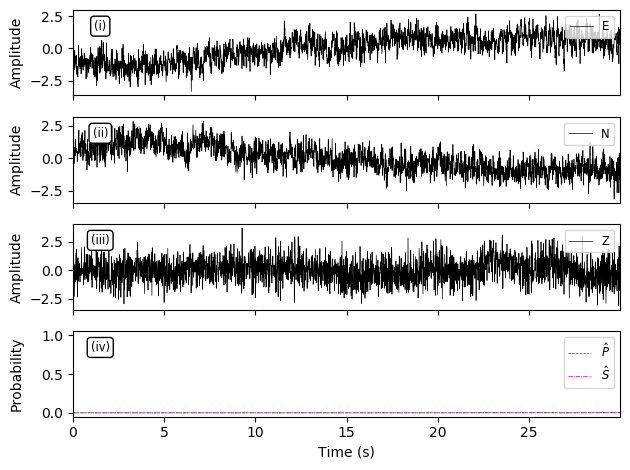 2.5
0.0
−2.5
Amplitude
(i)
E
2.5
0.0
−2.5
Amplitude
(ii)
N
2.5
0.0
−2.5
Amplitude
(iii)
Z
1.0
0.5
0.0
Probability
(iv)
P̂
Ŝ
0 5 10 15 20 25
Time (s)